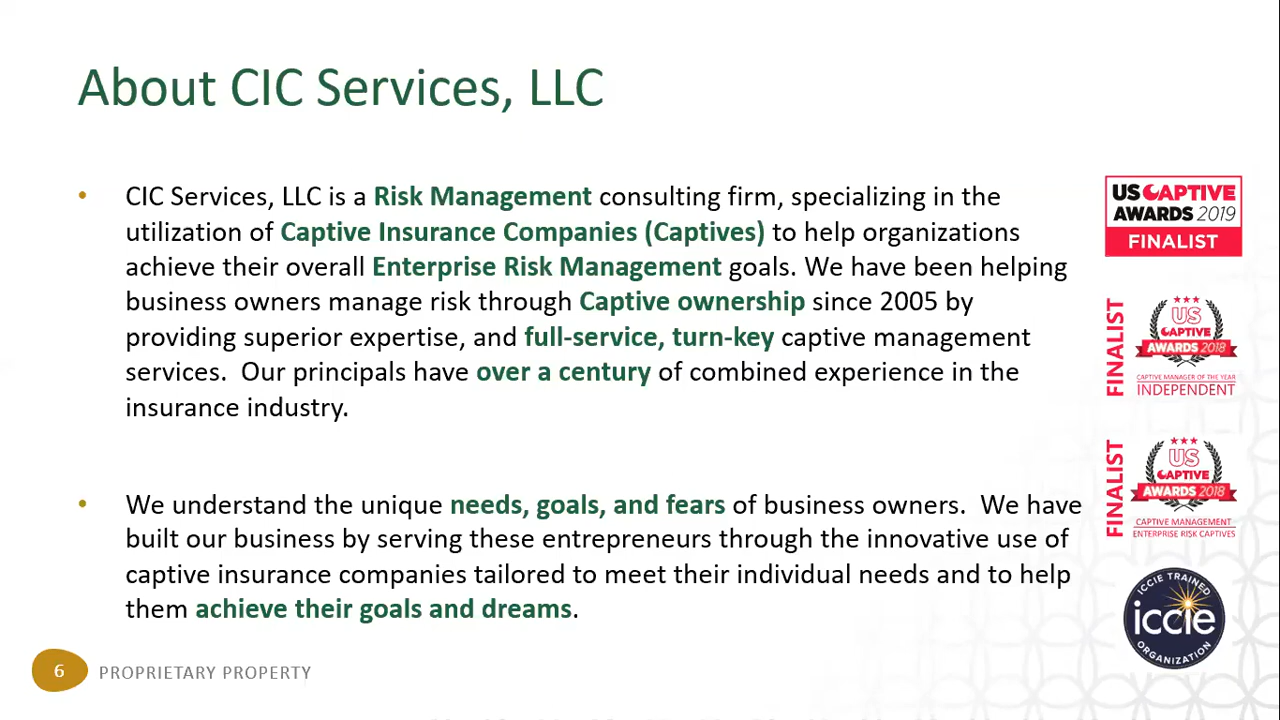 About CIC Services, LLC
• CIC Services, LLC is a Risk Management consulting firm, specializing in the
utilization of Captive Insurance Companies (Captives) to help organizations
achieve their overall Enterprise Risk Management goals. We have been helping
business owners manage risk through Captive ownership since 2005 by
providing superior expertise, and full-service, turn-key captive management
services.  Our principals have over a century of combined experience in the
insurance industry.
• We understand the unique needs, goals, and fears of business owners.  We have
built our business by serving these entrepreneurs through the innovative use of
captive insurance companies tailored to meet their individual needs and to help
them achieve their goals and dreams.
US CAPTIVE
AWARDS 2019
FINALIST
FINALIST
US
CAPTIVE
AWARDS 2018
CAPTIVE MANAGER OF THE YEAR
INDEPENDENT
FINALIST
US
CAPTIVE
AWARDS 2018
CAPTIVE MANAGEMENT
ENTERPRISE RISK CAPTIVES
ICCIE TRAINED
iccie
ORGANIZATION
6 PROPRIETARY PROPERTY